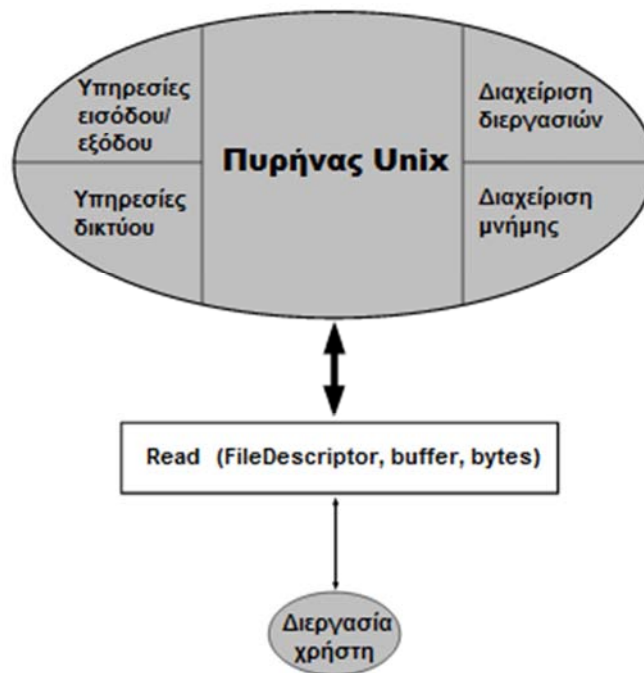 Υπηρεσίες
εισόδου/
εξόδου
Υπηρεσίες
δικτύου
Πυρήνας Unix
Διαχείριση
διεργασιών
Διαχείριση
μνήμης
Read (FileDescriptor, buffer, bytes)
Διεργασία
χρήστη